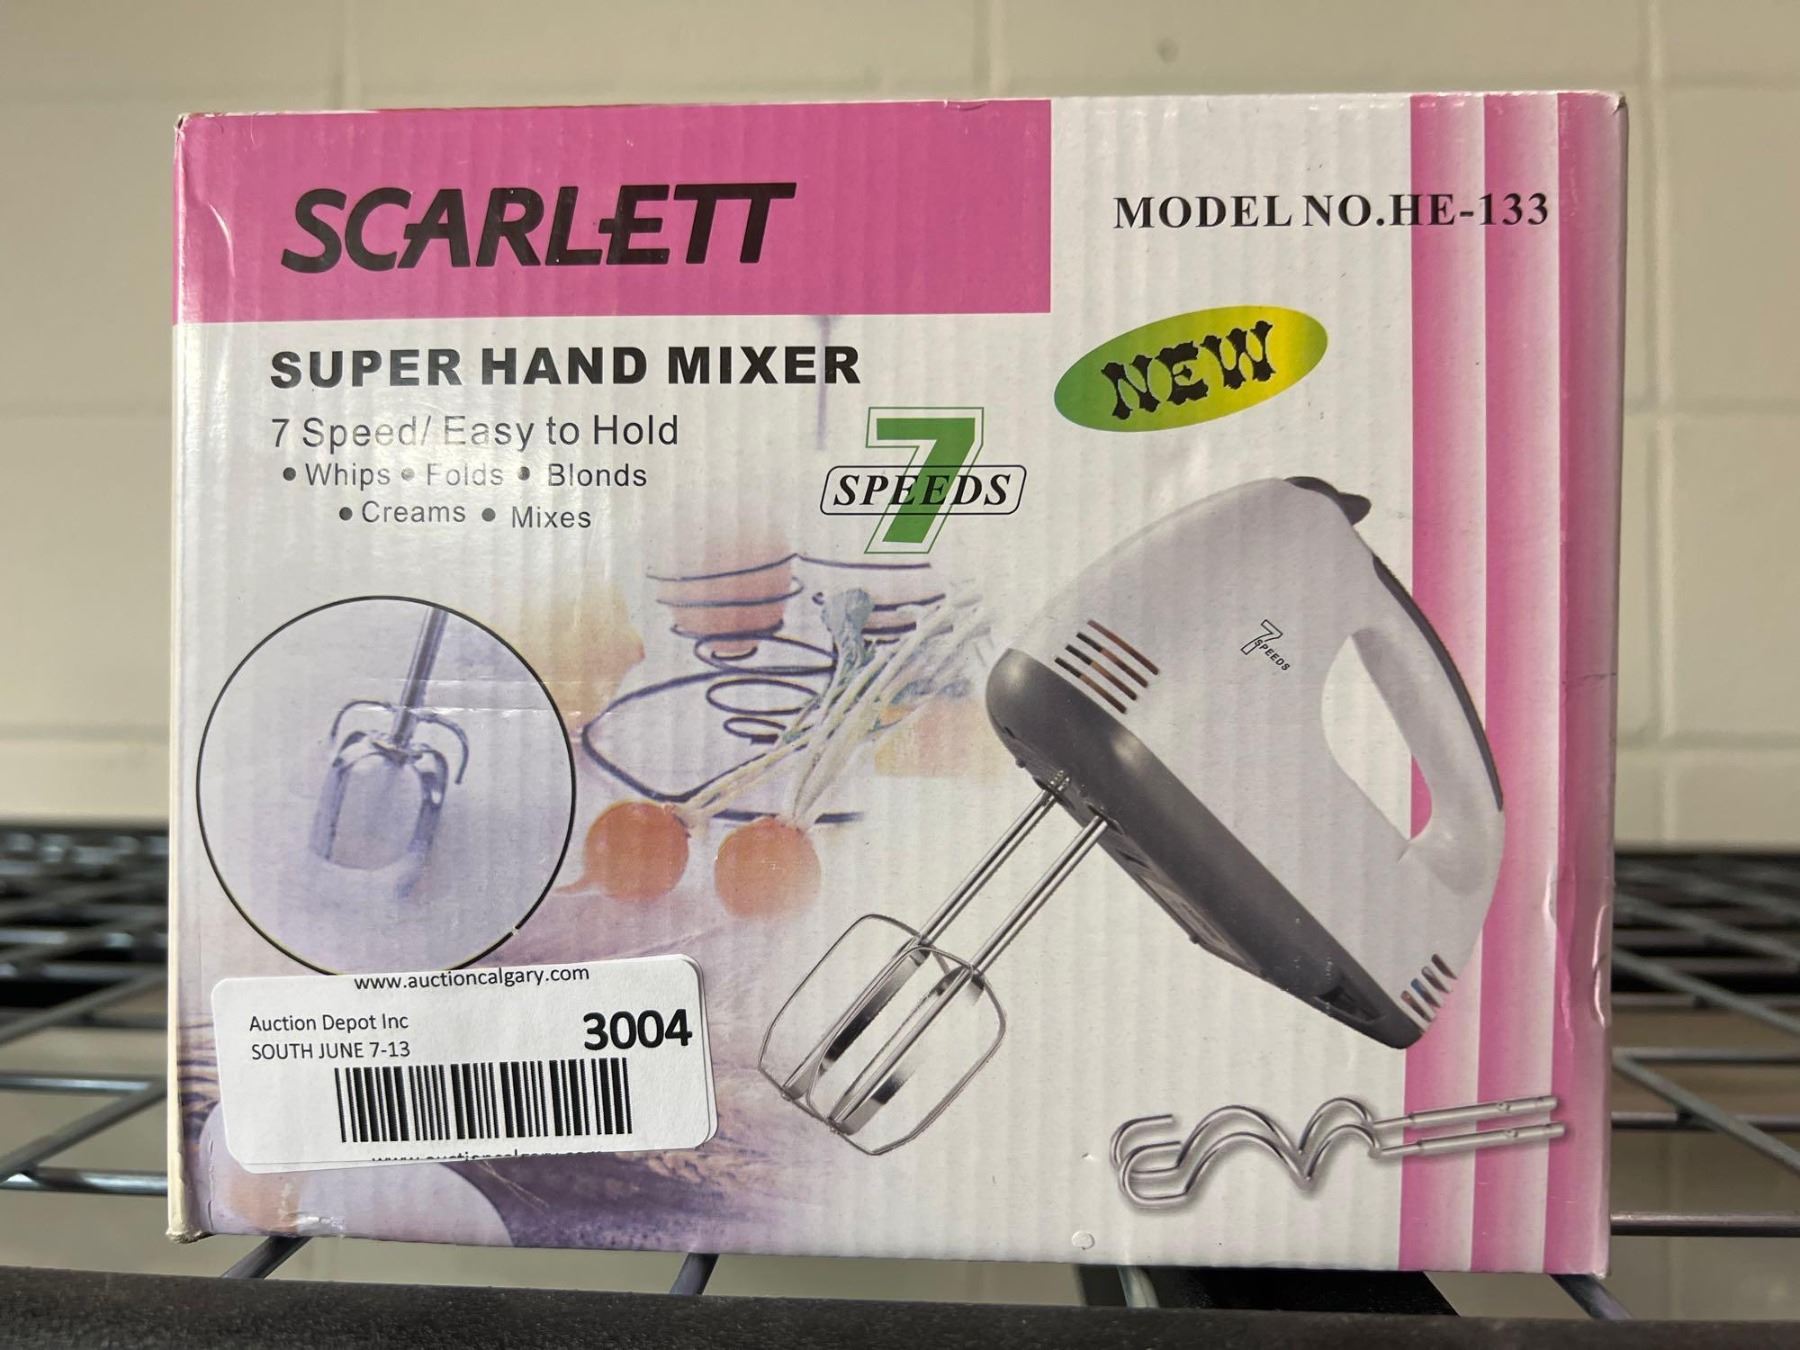 SCARLETT
MODEL NO.HE-133
SUPER HAND MIXER
NEW
7 Speed/ Easy to Hold
• Whips • Folds • Blonds
• Creams • Mixes
7
SPEEDS
7
SPEEDS
www.auctioncalgary.com
Auction Depot Inc
3004
SOUTH JUNE 7-13